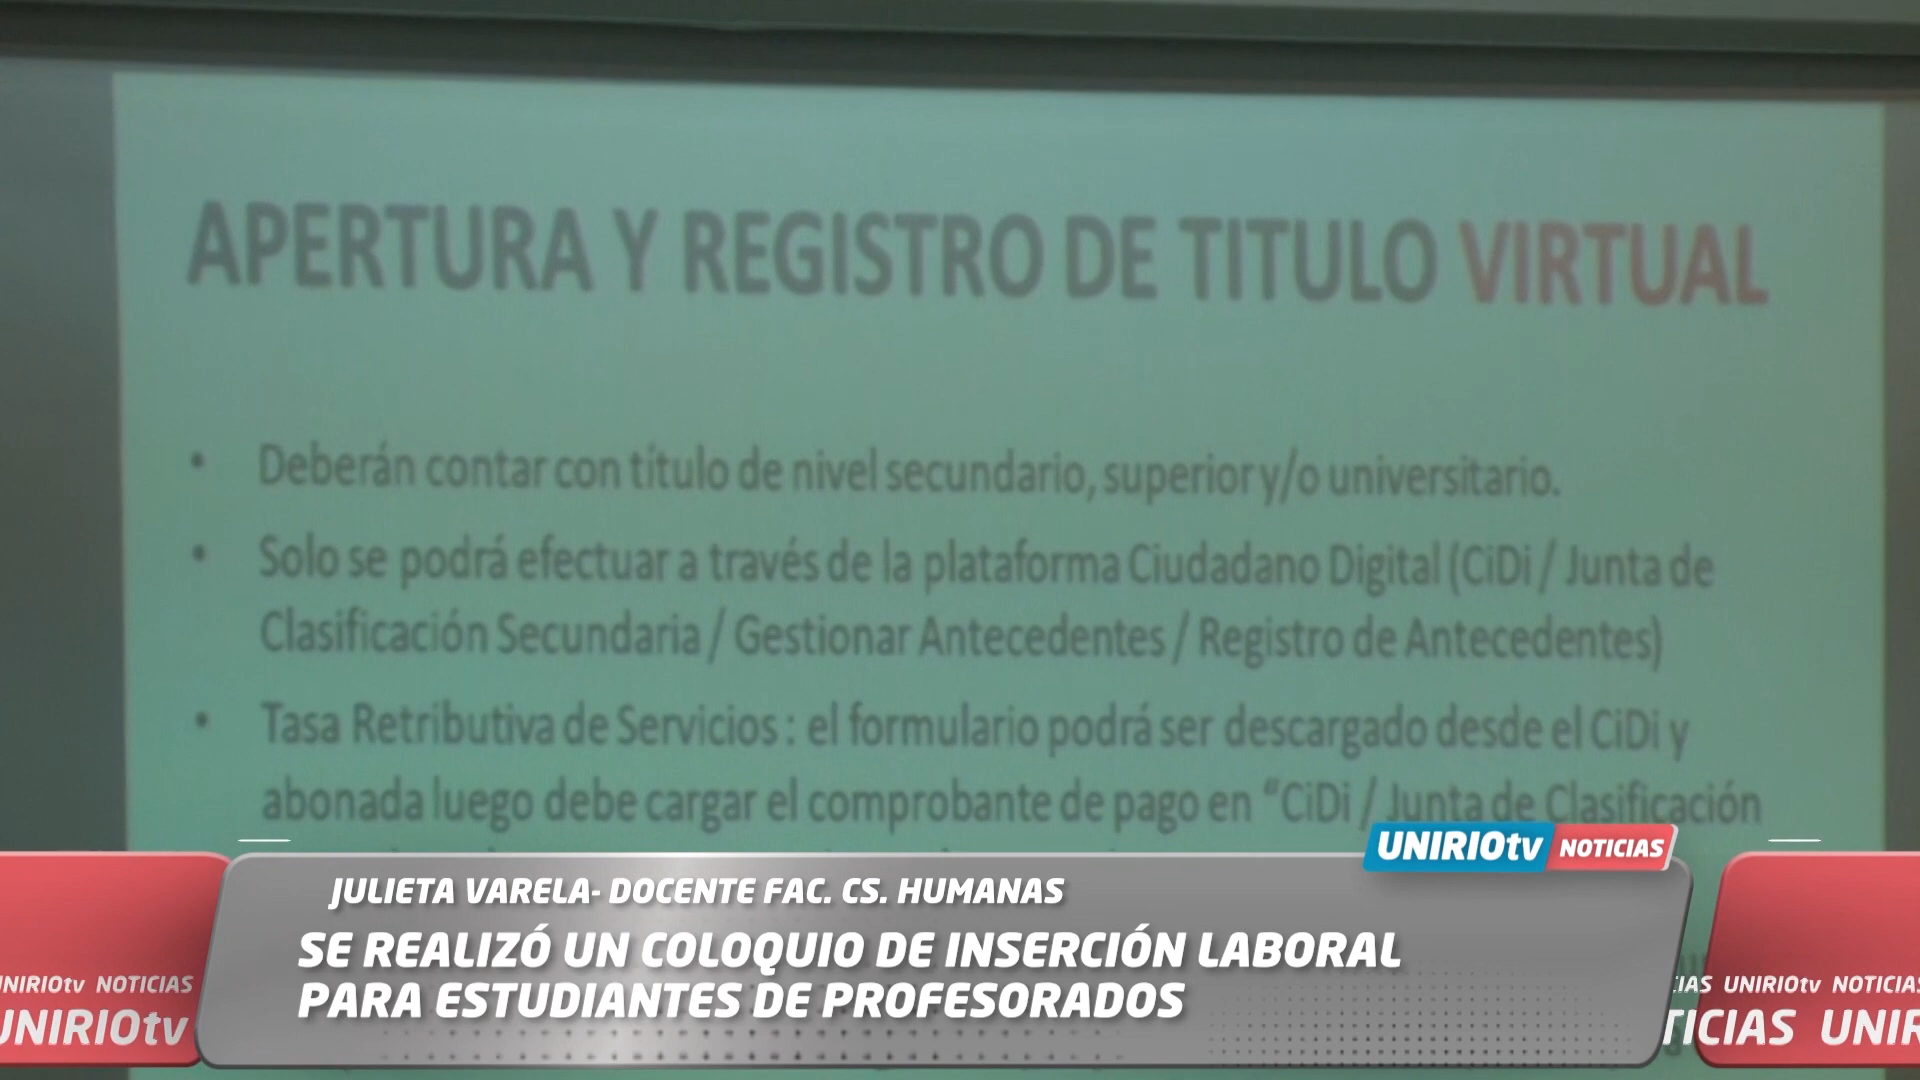 APERTURA Y REGISTRO DE TITULO VIRTUAL
• Deberán contar con título de nivel secundario, superior y/o universitario.
• Solo se podrá efectuar a través de la plataforma Ciudadano Digital (CiDi / Junta de
Clasificación Secundaria / Gestionar Antecedentes / Registro de Antecedentes)
• Tasa Retributiva de Servicios : el formulario podrá ser descargado desde el CiDi y
abonada luego debe cargar el comprobante de pago en “CiDi / Junta de Clasificación
UNIRIOtv NOTICIAS
JULIETA VARELA- DOCENTE FAC. CS. HUMANAS
SE REALIZÓ UN COLOQUIO DE INSERCIÓN LABORAL
PARA ESTUDIANTES DE PROFESORADOS
UNIRIOtv NOTICIAS
UNIRIOtv
CIAS UNIRIOtv NOTICIAS
TICIAS UNIR